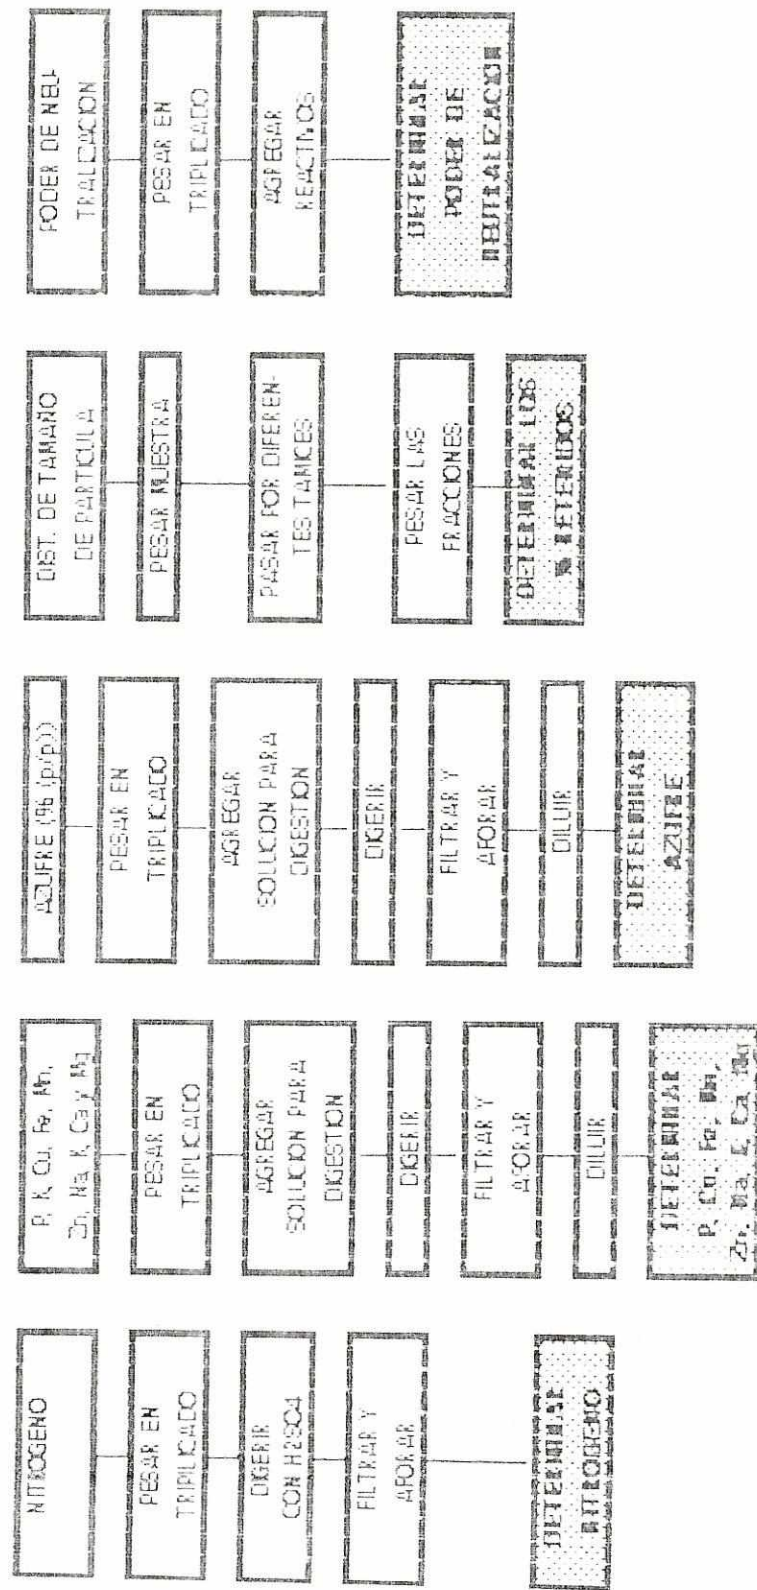 NITROGENO
PESAR EN
TRIPLICADO
DIGERIR
CON H2SO4
FILTRAR Y
AFORAR
DETERMINAR
NITROGENO
P, K, Cu, Fe, Mn,
Zn, Na, K, Ca y Mg
PESAR EN
TRIPLICADO
AGREGAR
SOLUCION PARA
DIGESTION
DIGERIR
FILTRAR Y
AFORAR
DILUIR
DETERMINAR
P, Cu, Fe, Mn,
Zn, Na, K, Ca, Mg
AZUFRE (% (p/p))
PESAR EN
TRIPLICADO
AGREGAR
SOLUCION PARA
DIGESTION
DIGERIR
FILTRAR Y
AFORAR
DILUIR
DETERMINAR
AZUFRE
DIST. DE TAMAÑO
DE PARTICULA
PESAR MUESTRA
PASAR POR DIFEREN-
TES TAMICES
PESAR LAS
FRACCIONES
DETERMINAR LOS
% RETENIDOS
PODER DE NEU-
TRALIZACION
PESAR EN
TRIPLICADO
AGREGAR
REACTIVOS
DETERMINAR
PODER DE
NEUTRALIZACION